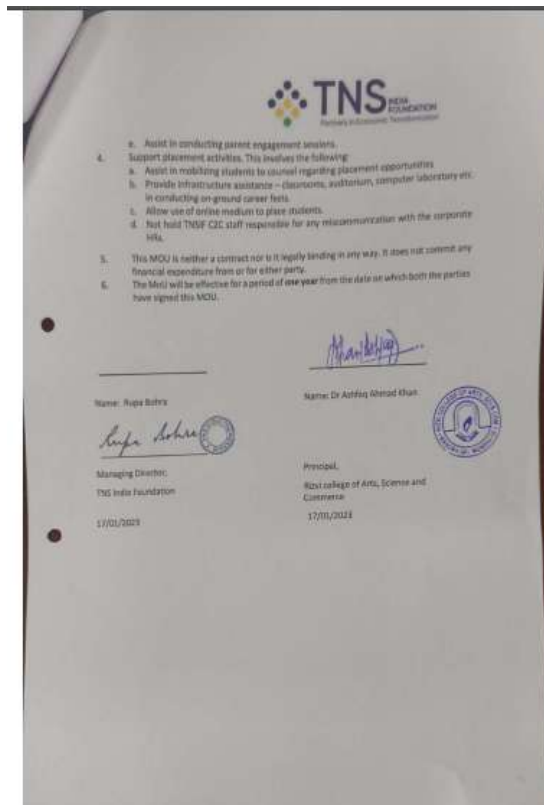 TNS INDIA FOUNDATION
Partners in Economic Transformation
e. Assist in conducting parent engagement sessions.
4. Support placement activities. This involves the following
a. Assist in mobilizing students to counsel regarding placement opportunities
b. Provide infrastructure assistance – classrooms, auditorium, computer laboratory etc.
in conducting on-ground career fests.
c. Allow use of online medium to place students.
d. Not hold TNSIF C2C staff responsible for any miscommunication with the corporate
HRs.
5. This MOU is neither a contract nor is it legally binding in any way. It does not commit any
financial expenditure from or for either party.
6. The MoU will be effective for a period of one year from the date on which both the parties
have signed this MOU.
Name: Rupa Bohra
Name: Dr Ashfaq Ahmad Khan
Rupa Bohra
Managing Director,
TNS India Foundation
17/01/2023
Principal,
Rizvi college of Arts, Science and
Commerce
17/01/2023